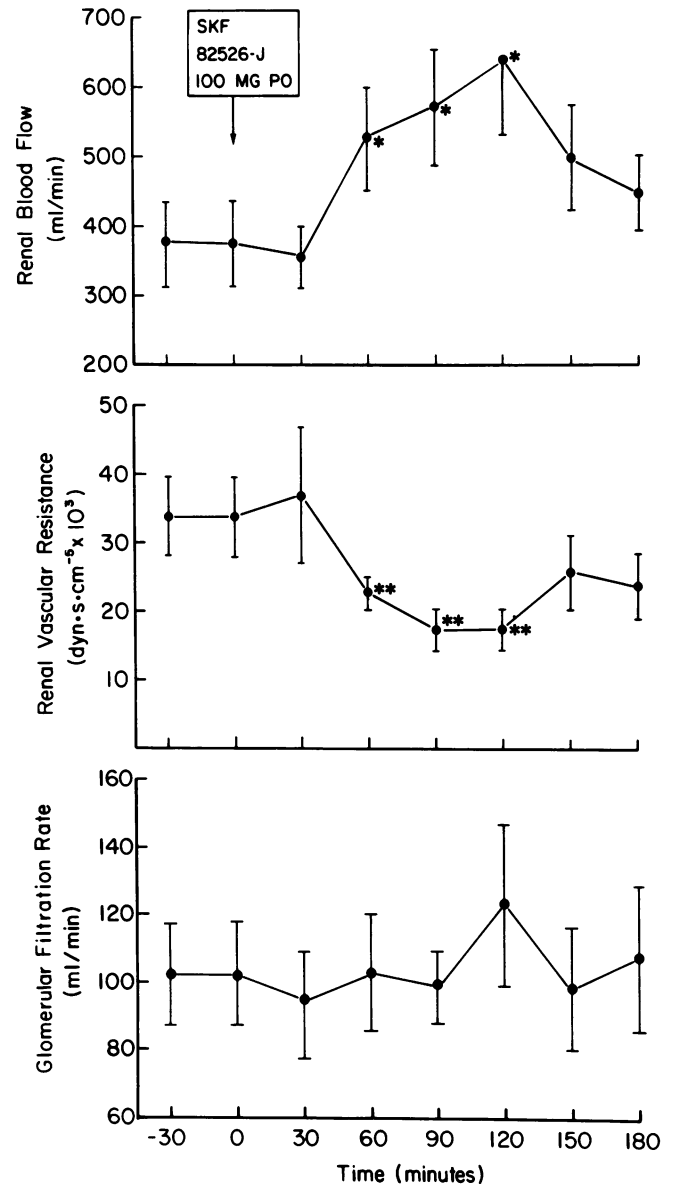 SKF
82526-J
100 MG PO
700
600
500
400
300
200
Renal Blood Flow
(ml/min)
*
*
*
50
40
30
20
10
Renal Vascular Resistance
(dyn•s•cm⁻⁵x 10³)
**
**
**
160
140
120
100
80
60
Glomerular Filtration Rate
(ml/min)
-30 0 30 60 90 120 150 180
Time (minutes)